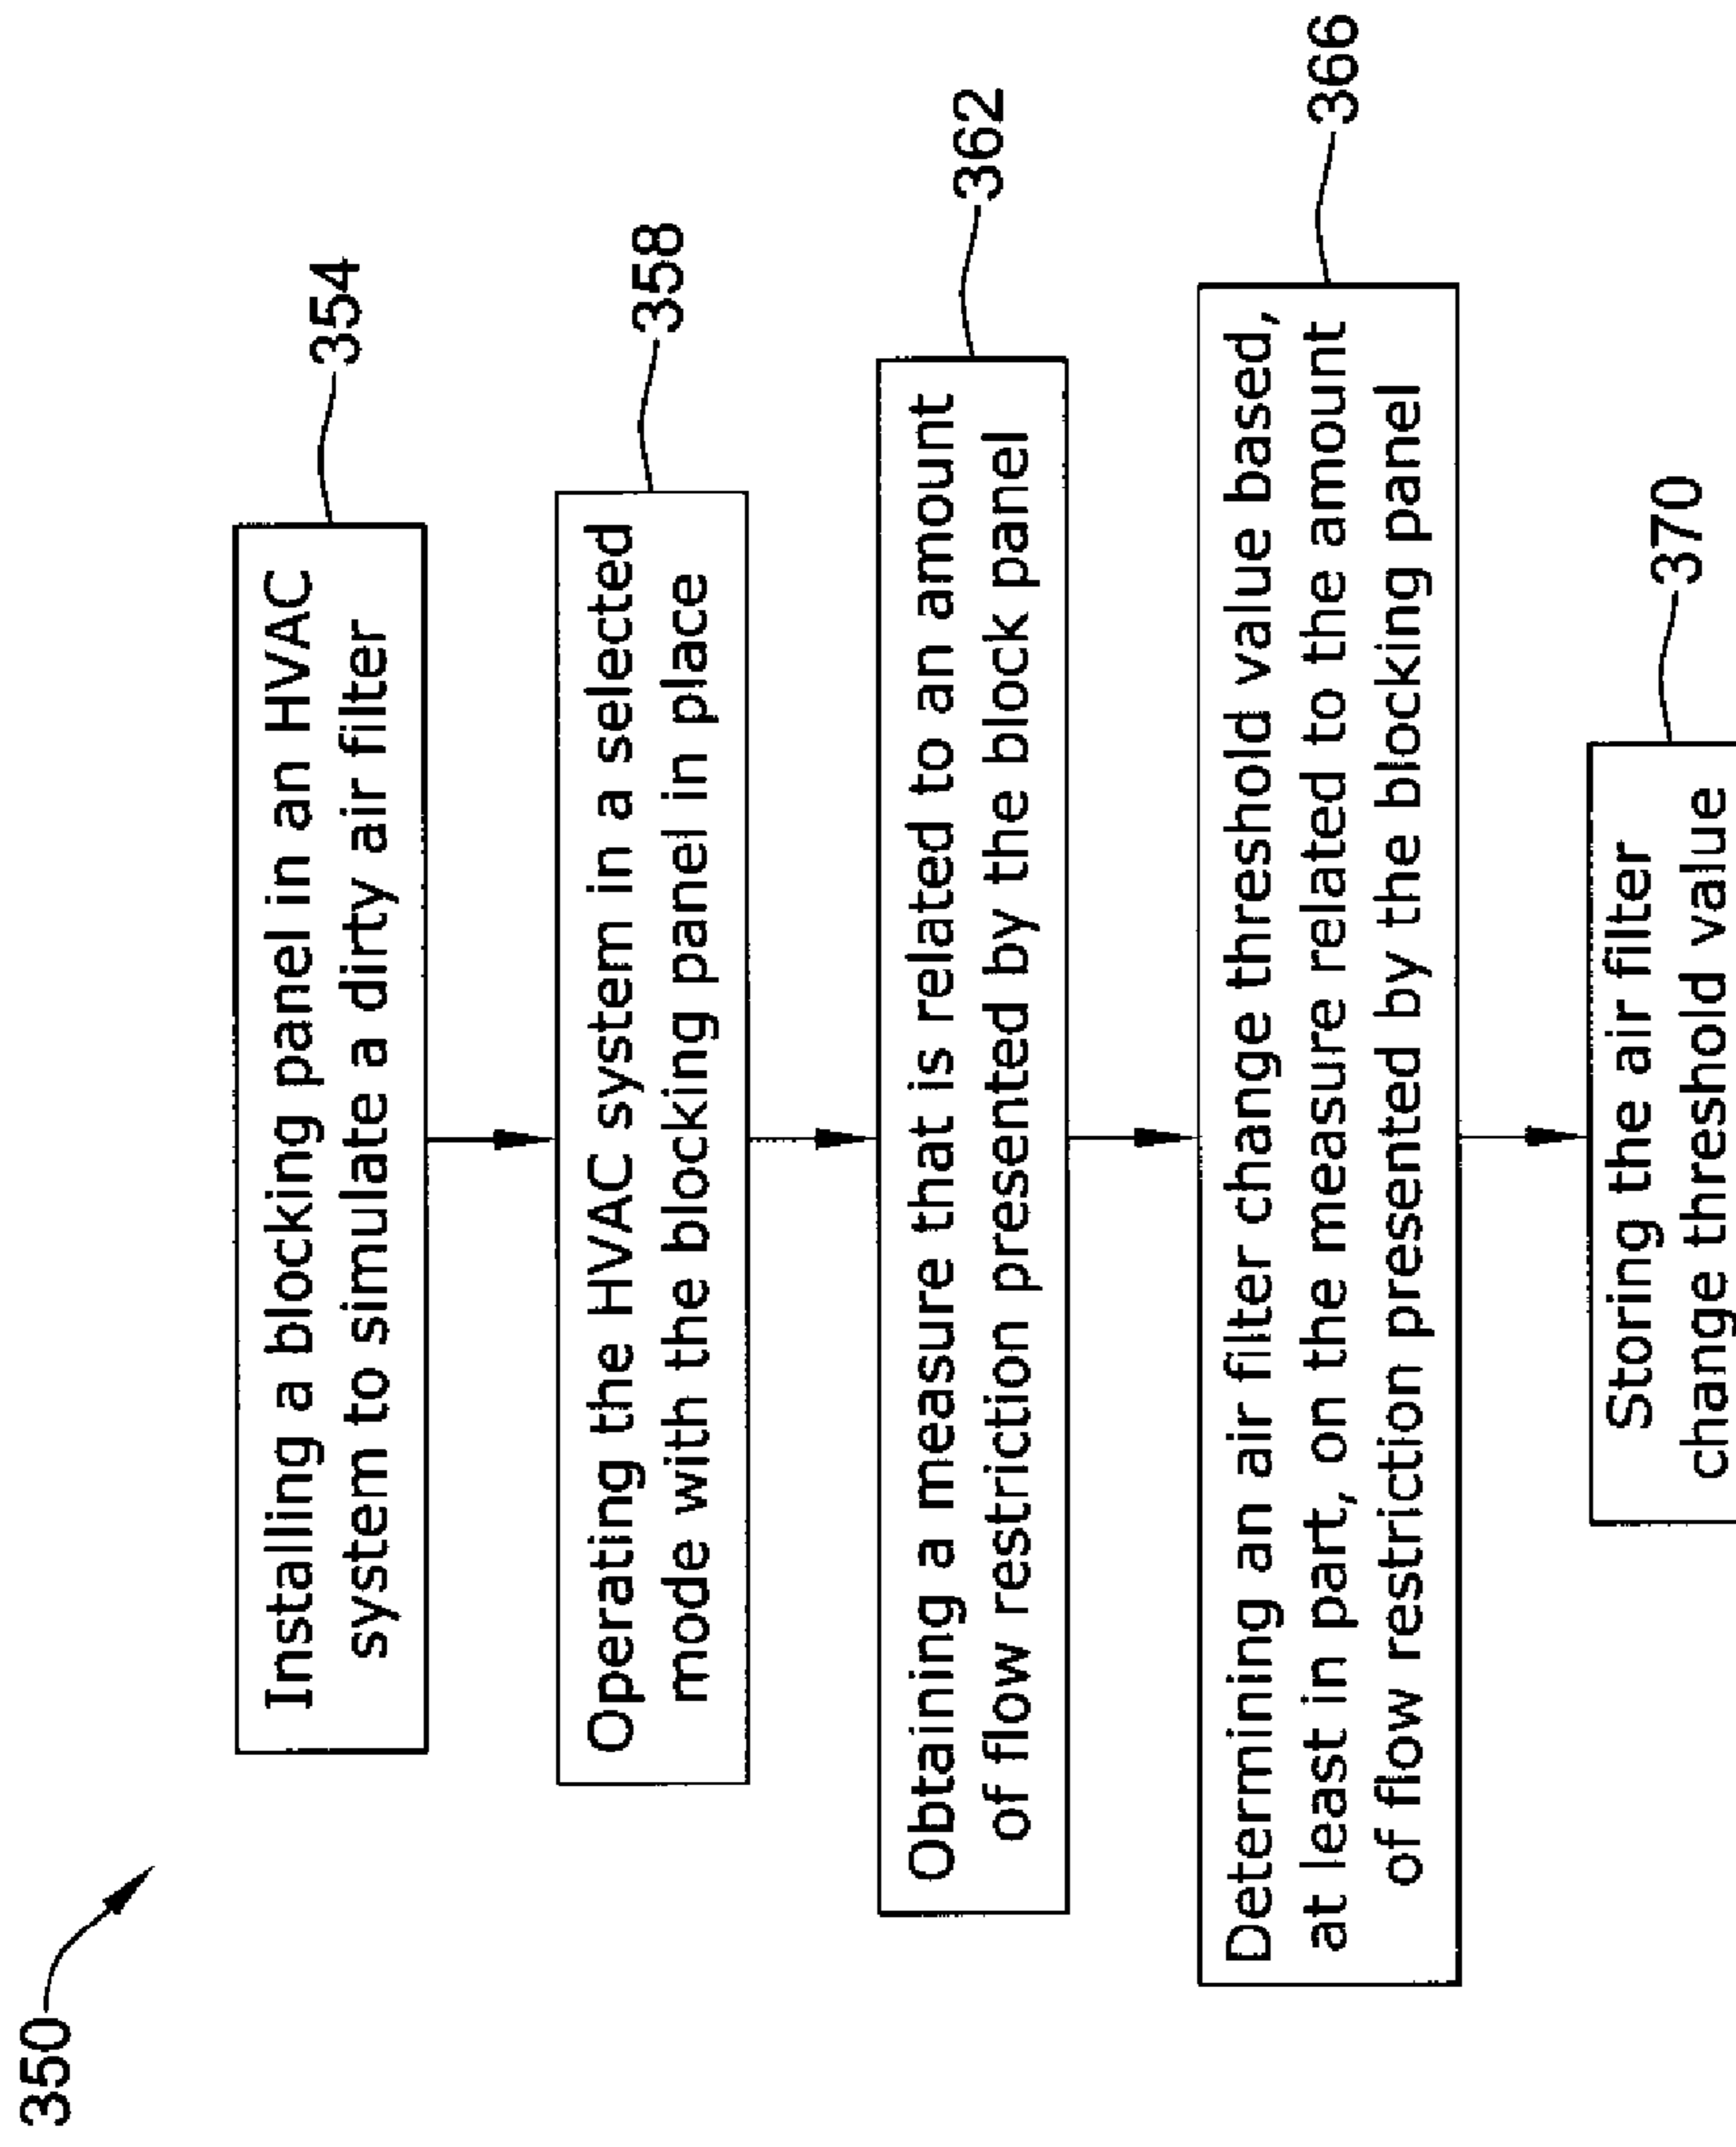 350
Installing a blocking panel in an HVAC
system to simulate a dirty air filter
354
Operating the HVAC system in a selected
mode with the blocking panel in place
358
Obtaining a measure that is related to an amount
of flow restriction presented by the block panel
362
Determining an air filter change threshold value based,
at least in part, on the measure related to the amount
of flow restriction presented by the blocking panel
366
Storing the air filter
change threshold value
370